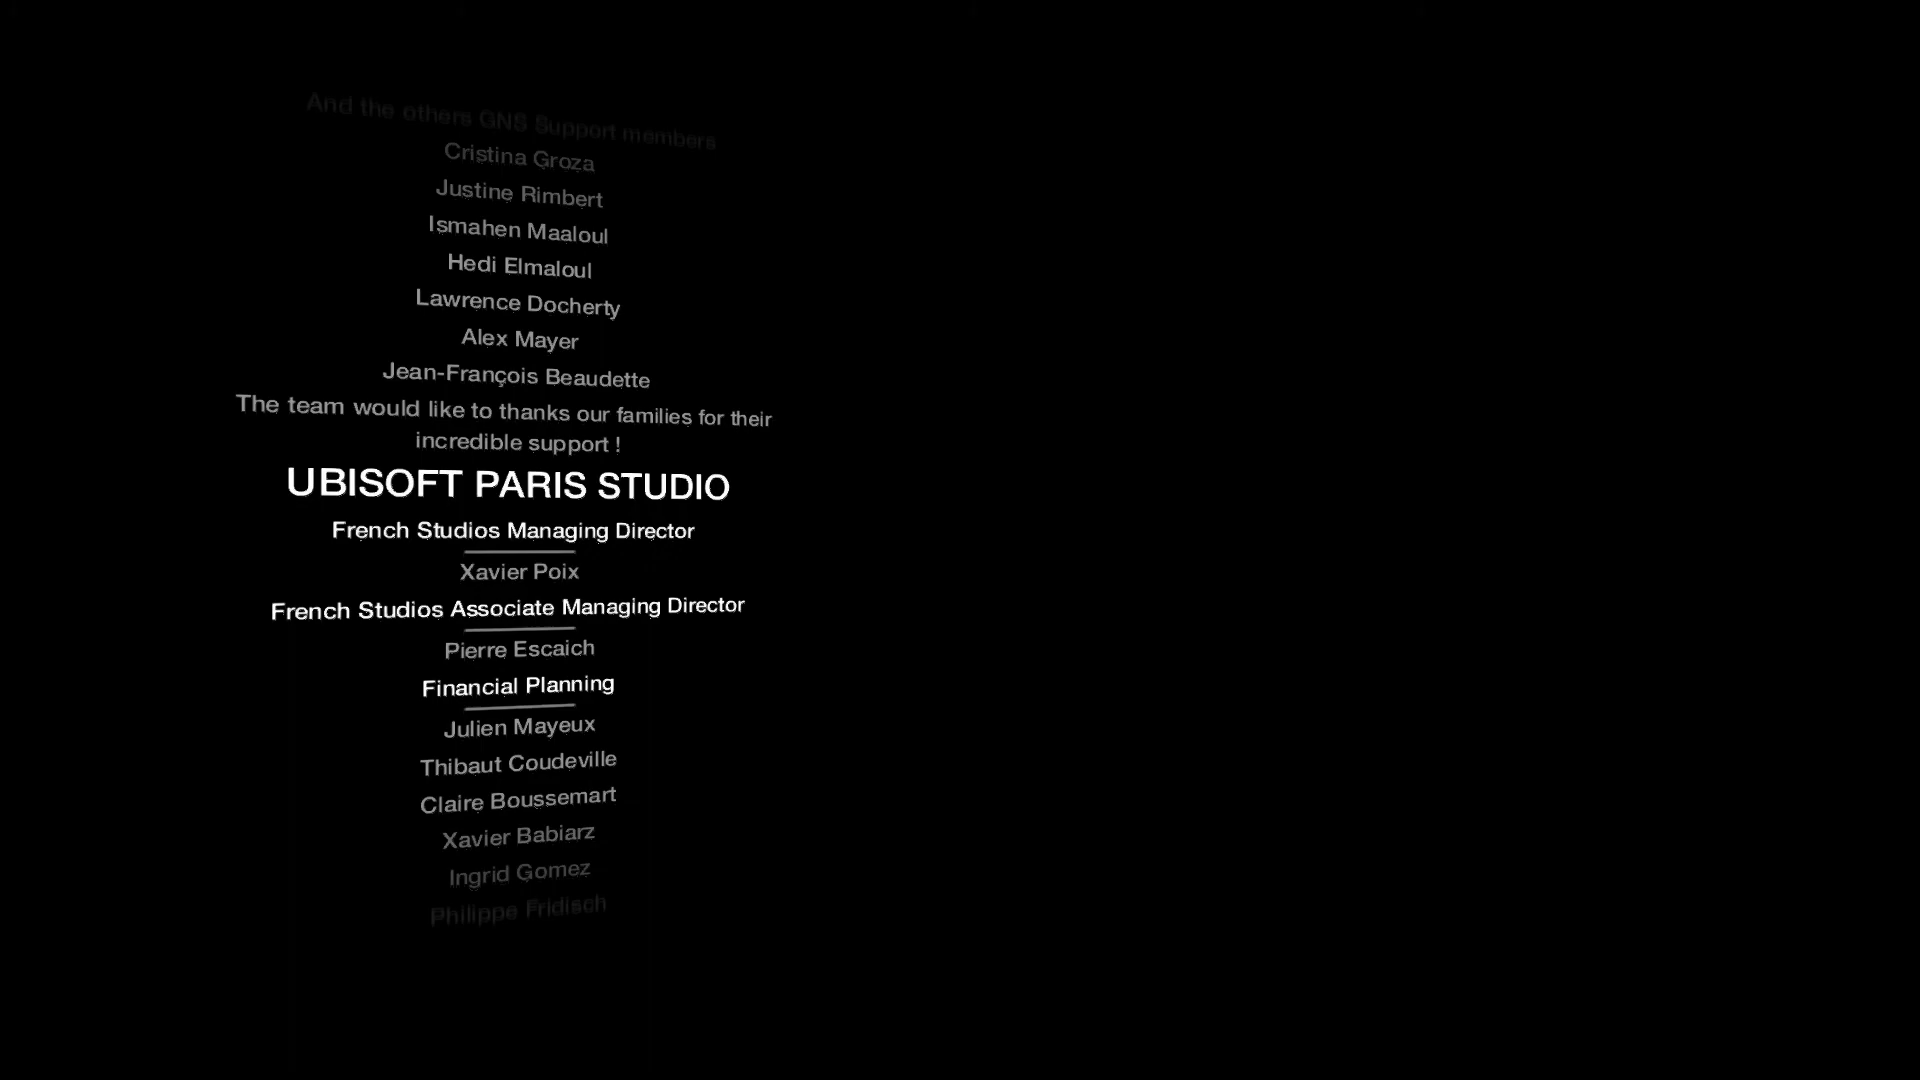 And the others GNS Support members
Cristina Groza
Justine Rimbert
Ismahen Maaloul
Hedi Elmaloul
Lawrence Docherty
Alex Mayer
Jean-François Beaudette
The team would like to thanks our families for their
incredible support !
UBISOFT PARIS STUDIO
French Studios Managing Director
Xavier Poix
French Studios Associate Managing Director
Pierre Escaich
Financial Planning
Julien Mayeux
Thibaut Coudeville
Claire Boussemart
Xavier Babiarz
Ingrid Gomez
Philippe Fridisch